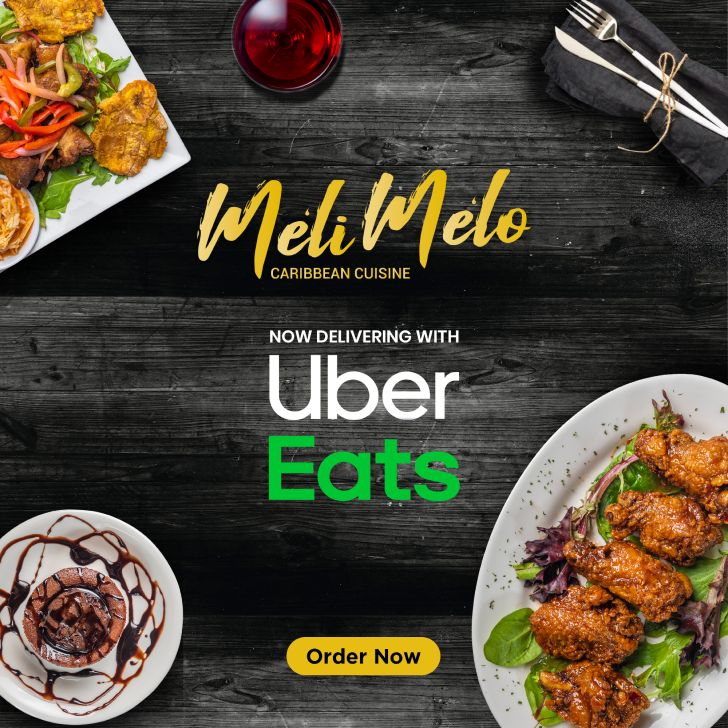 Meli Melo
CARIBBEAN CUISINE
NOW DELIVERING WITH
Uber
Eats
Order Now